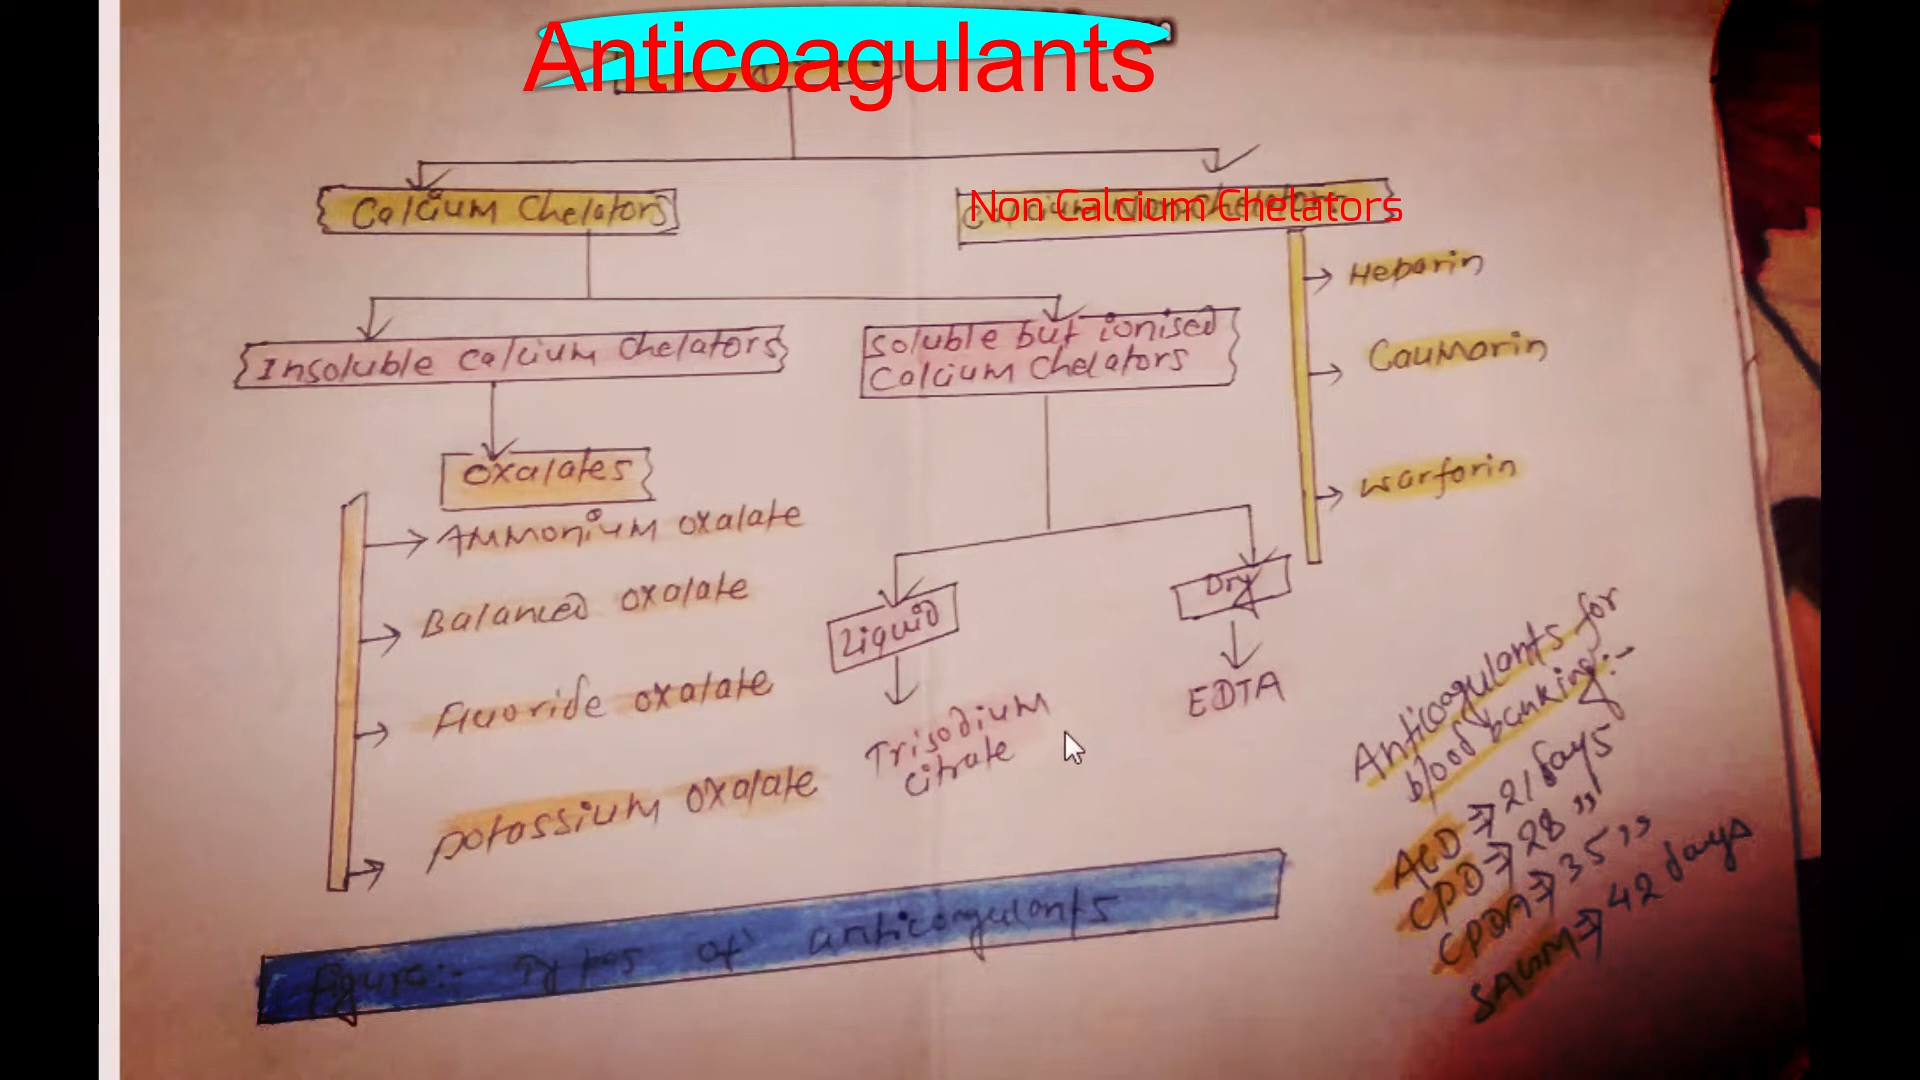 Anticoagulants
Calcium Chelators
Non Calcium Chelators
Heparin
Caumarin
Warfarin
Insoluble Calcium Chelators
Soluble but ionised
Calcium Chelators
Oxalates
Ammonium oxalate
Balanced oxalate
Fluoride oxalate
potassium oxalate
Liquid
Trisodium
Citrate
Dry
EDTA
Anticoagulants for
blood banking:-
ACD → 21 days
CPD → 28 ”
CPDA → 35 ”
SAGM → 42 days
figure:- Types of anticoagulants